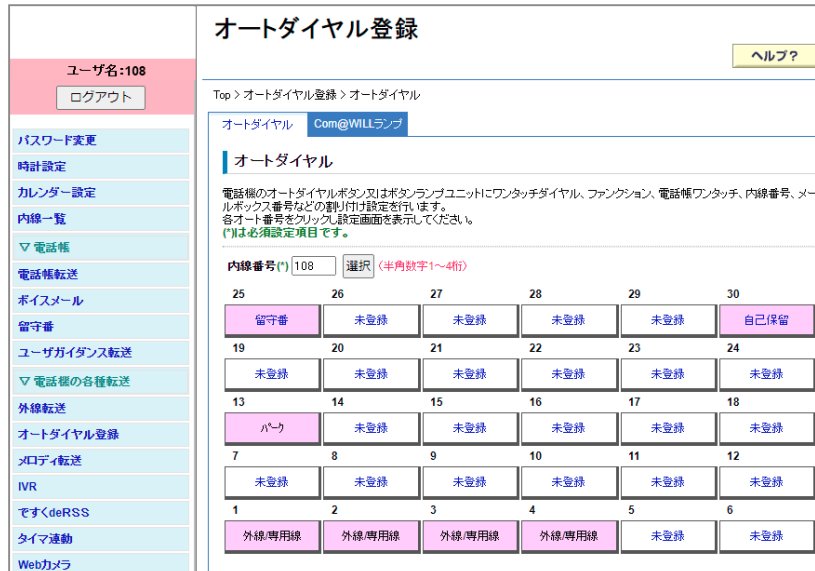 オートダイヤル登録
ヘルプ?
ユーザ名:108
ログアウト
パスワード変更
時計設定
カレンダー設定
内線一覧
▽ 電話帳
電話帳転送
ボイスメール
留守番
ユーザガイダンス転送
▽ 電話機の各種転送
外線転送
オートダイヤル登録
メロディ転送
IVR
ですくdeRSS
タイマ連動
Webカメラ
Top > オートダイヤル登録 > オートダイヤル
オートダイヤル Com@WILLランプ
オートダイヤル
電話機のオートダイヤルボタン又はボタンランプユニットにワンタッチダイヤル、ファンクション、電話帳ワンタッチ、内線番号、メー
ルボックス番号などの割り付け設定を行います。
各オート番号をクリックし設定画面を表示してください。
(*)は必須設定項目です。
内線番号(*) 108 選択 (半角数字1~4桁)
25 26 27 28 29 30
留守番 未登録 未登録 未登録 未登録 自己保留
19 20 21 22 23 24
未登録 未登録 未登録 未登録 未登録 未登録
13 14 15 16 17 18
パーク 未登録 未登録 未登録 未登録 未登録
7 8 9 10 11 12
未登録 未登録 未登録 未登録 未登録 未登録
1 2 3 4 5 6
外線/専用線 外線/専用線 外線/専用線 外線/専用線 未登録 未登録